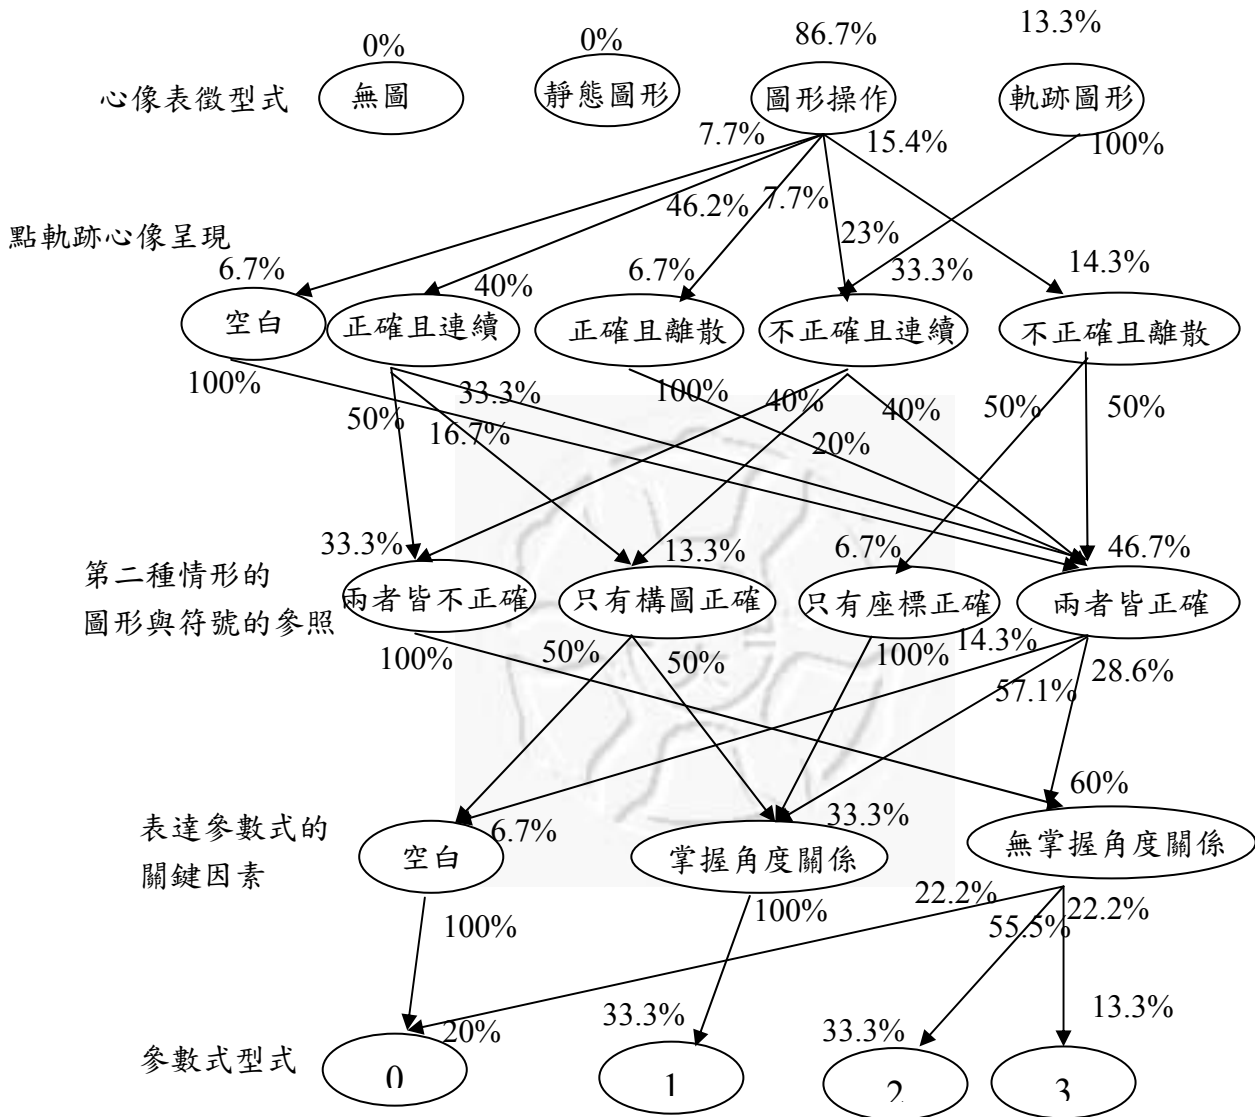 0% 0% 86.7% 13.3%
心像表徵型式 無圖 靜態圖形 圖形操作 軌跡圖形
7.7% 15.4% 100%
46.2% 7.7% 23%
點軌跡心像呈現
6.7% 40% 6.7% 33.3% 14.3%
空白 正確且連續 正確且離散 不正確且連續 不正確且離散
100% 50% 33.3% 100% 40% 40% 50% 50%
16.7% 20%
33.3% 13.3% 6.7% 46.7%
第二種情形的
圖形與符號的參照
兩者皆不正確 只有構圖正確 只有座標正確 兩者皆正確
100% 50% 50% 100% 14.3% 28.6%
57.1%
60%
表達參數式的
關鍵因素
6.7% 33.3%
空白 掌握角度關係 無掌握角度關係
100% 100% 22.2% 55.5% 22.2%
20% 33.3% 33.3% 13.3%
參數式型式 0 1 2 3